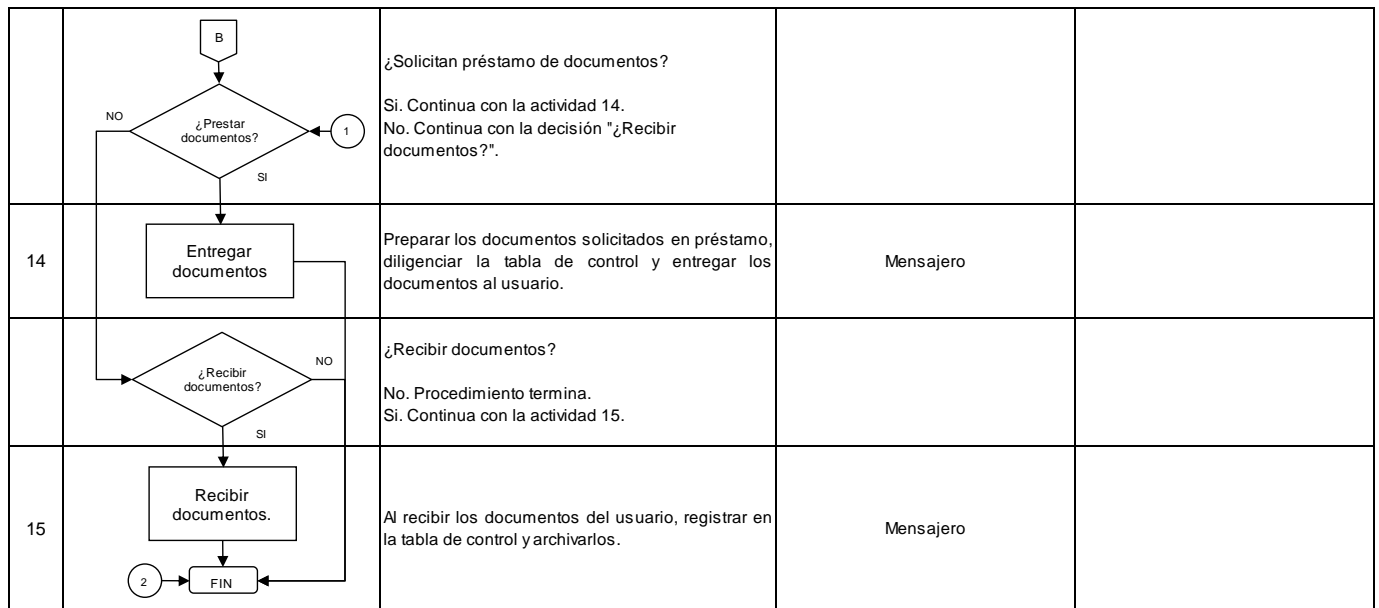 B
¿Prestar
documentos?
NO
1
SI
¿Solicitan préstamo de documentos?
Si. Continua con la actividad 14.
No. Continua con la decisión "¿Recibir
documentos?".
14
Entregar
documentos
Preparar los documentos solicitados en préstamo,
diligenciar la tabla de control y entregar los
documentos al usuario.
Mensajero
¿Recibir
documentos?
NO
SI
¿Recibir documentos?
No. Procedimiento termina.
Si. Continua con la actividad 15.
15
Recibir
documentos.
2
FIN
Al recibir los documentos del usuario, registrar en
la tabla de control y archivarlos.
Mensajero